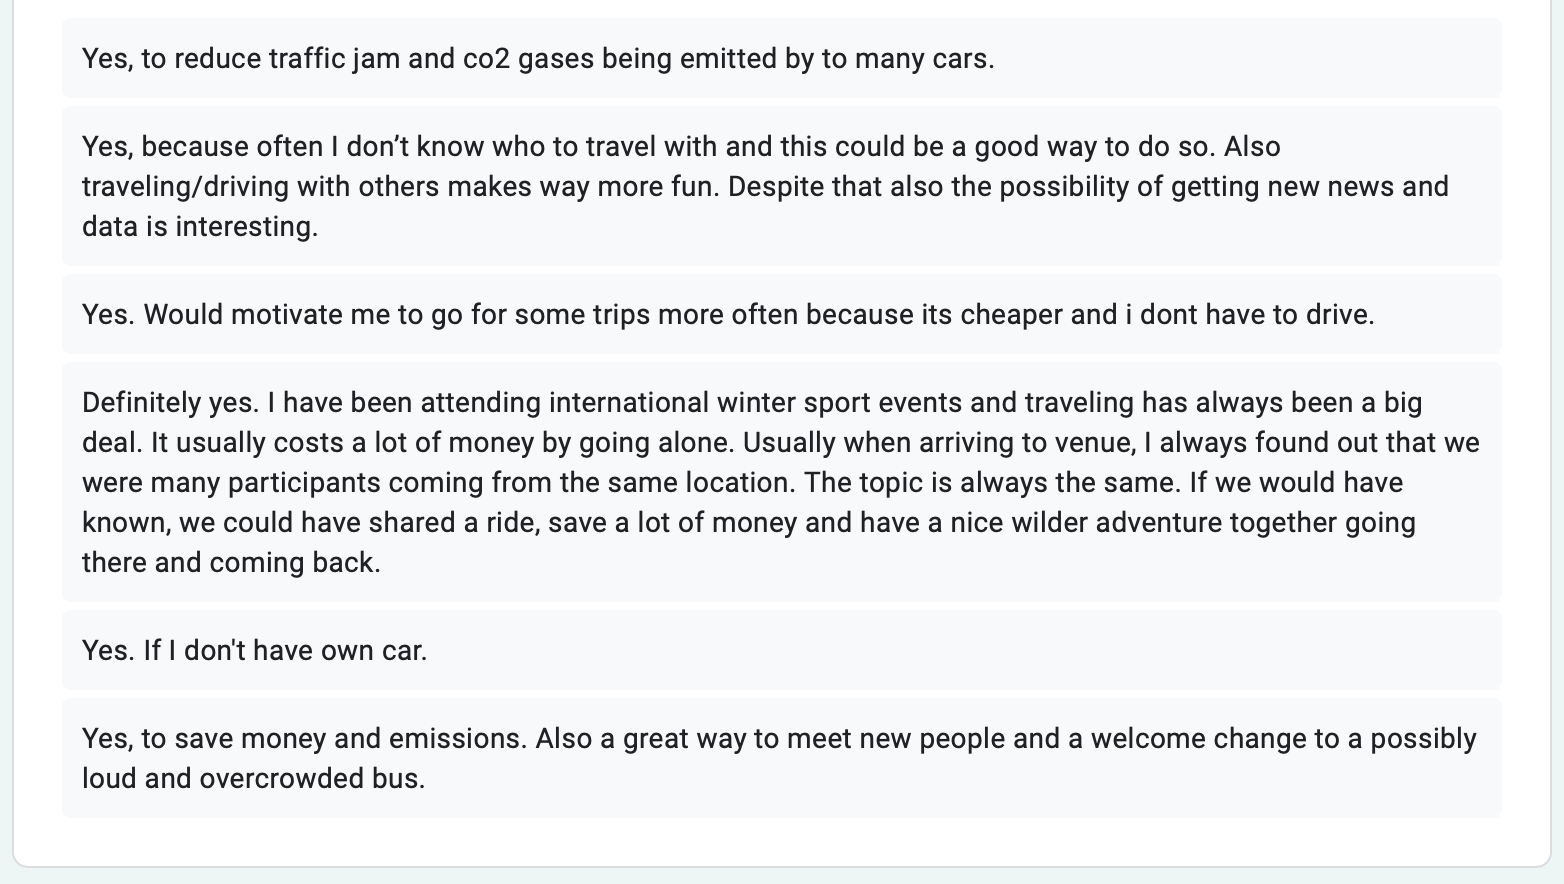 Yes, to reduce traffic jam and co2 gases being emitted by to many cars.
Yes, because often I don’t know who to travel with and this could be a good way to do so. Also
traveling/driving with others makes way more fun. Despite that also the possibility of getting new news and
data is interesting.
Yes. Would motivate me to go for some trips more often because its cheaper and i dont have to drive.
Definitely yes. I have been attending international winter sport events and traveling has always been a big
deal. It usually costs a lot of money by going alone. Usually when arriving to venue, I always found out that we
were many participants coming from the same location. The topic is always the same. If we would have
known, we could have shared a ride, save a lot of money and have a nice wilder adventure together going
there and coming back.
Yes. If I don't have own car.
Yes, to save money and emissions. Also a great way to meet new people and a welcome change to a possibly
loud and overcrowded bus.